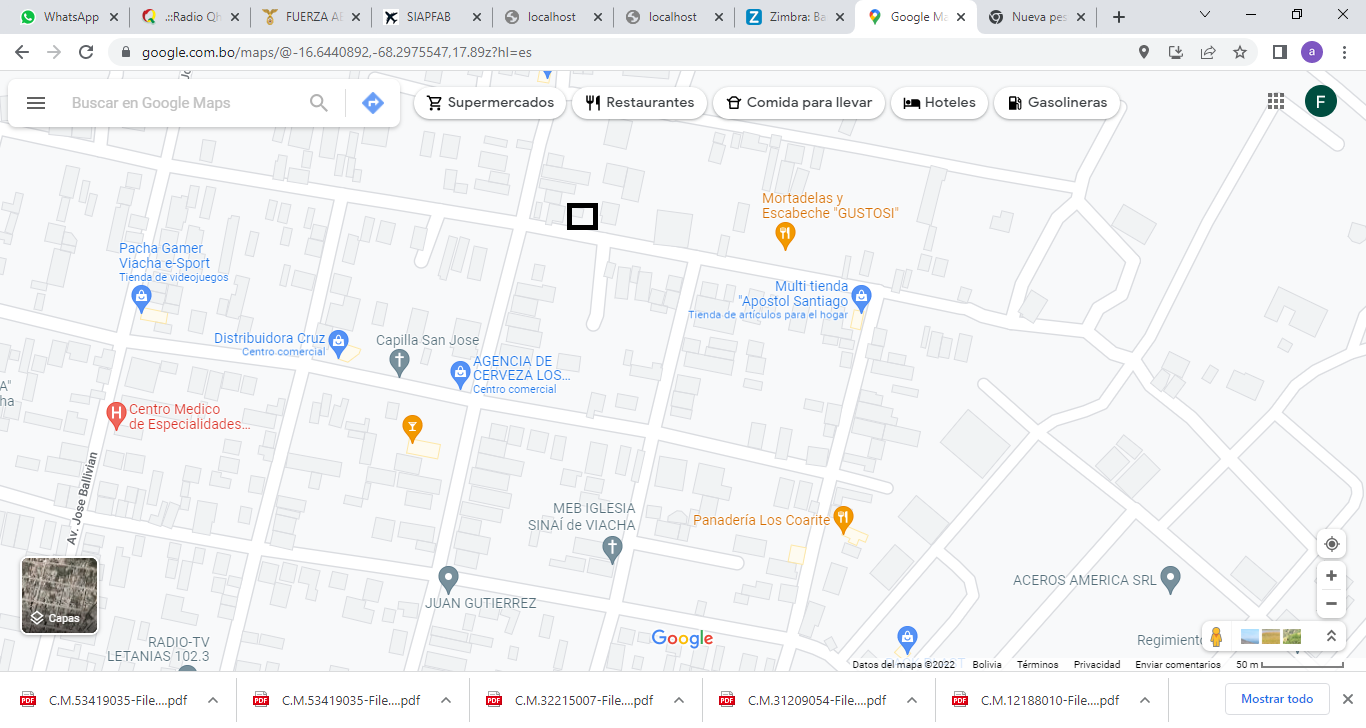 WhatsApp
.::Radio Qh
FUERZA AE
SIAPFAB
localhost
localhost
Zimbra: Ba
Google Ma
Nueva pes
google.com.bo/maps/@-16.6440892,-68.2975547,17.89z?hl=es
a
Buscar en Google Maps
Supermercados
Restaurantes
Comida para llevar
Hoteles
Gasolineras
F
Mortadelas y
Escabeche "GUSTOSI"
Pacha Gamer
Viacha e-Sport
Tienda de videojuegos
Multi tienda
"Apostol Santiago
Tienda de artículos para el hogar
Distribuidora Cruz
Centro comercial
Capilla San Jose
AGENCIA DE
CERVEZA LOS...
Centro comercial
A"
ha
Centro Medico
de Especialidades...
Av. Jose Ballivian
MEB IGLESIA
SINAÍ de VIACHA
Panadería Los Coarite
ACEROS AMERICA SRL
JUAN GUTIERREZ
Capas
Google
RADIO-TV
LETANIAS 102.3
Regimiento
Datos del mapa ©2022
Bolivia
Términos
Privacidad
Enviar comentarios
50 m
C.M.53419035-File....pdf
C.M.53419035-File....pdf
C.M.32215007-File....pdf
C.M.31209054-File....pdf
C.M.12188010-File....pdf
Mostrar todo